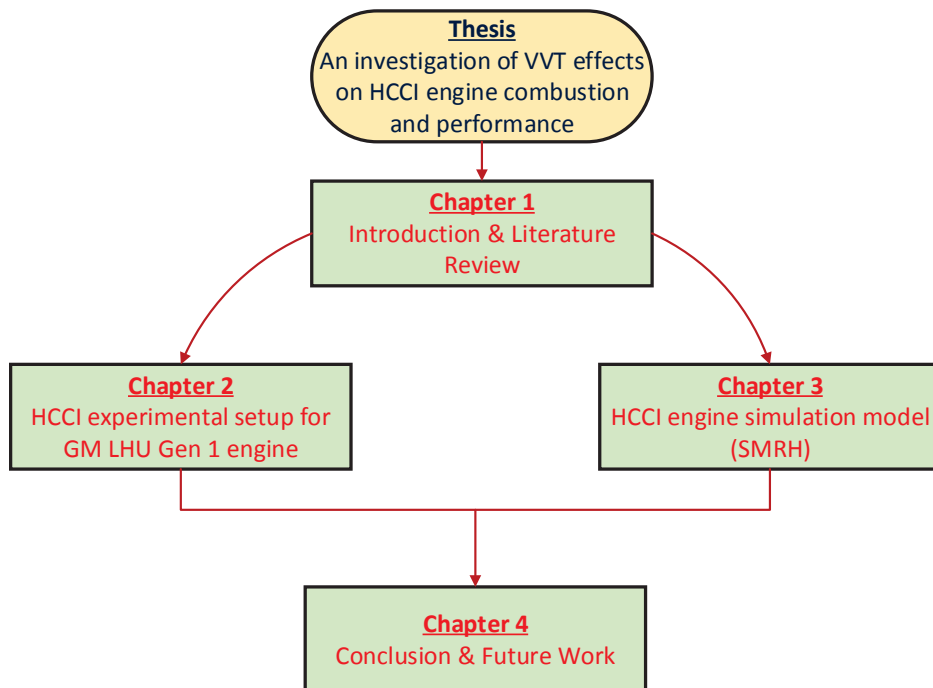 Thesis
An investigation of VVT effects
on HCCI engine combustion
and performance
Chapter 1
Introduction & Literature
Review
Chapter 2
HCCI experimental setup for
GM LHU Gen 1 engine
Chapter 3
HCCI engine simulation model
(SMRH)
Chapter 4
Conclusion & Future Work